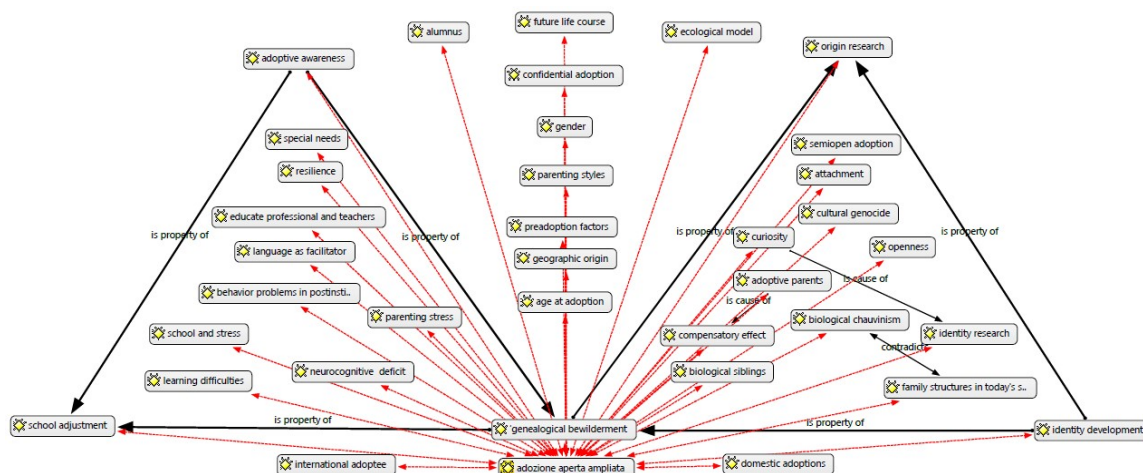 future life course
alumnus
ecological model
origin research
adoptive awareness
confidential adoption
gender
special needs
semiopen adoption
resilience
attachment
parenting styles
educate professional and teachers
cultural genocide
preadoption factors
is property of
is property of
is property of
is property of
curiosity
openness
language as facilitator
geographic origin
is cause of
adoptive parents
behavior problems in postinsti..
age at adoption
is cause of
parenting stress
biological chauvinism
school and stress
compensatory effect
identity research
contradicts
neurocognitive deficit
biological siblings
learning difficulties
family structures in today's s..
school adjustment
is property of
genealogical bewilderment
is property of
identity development
international adoptee
adozione aperta ampliata
domestic adoptions